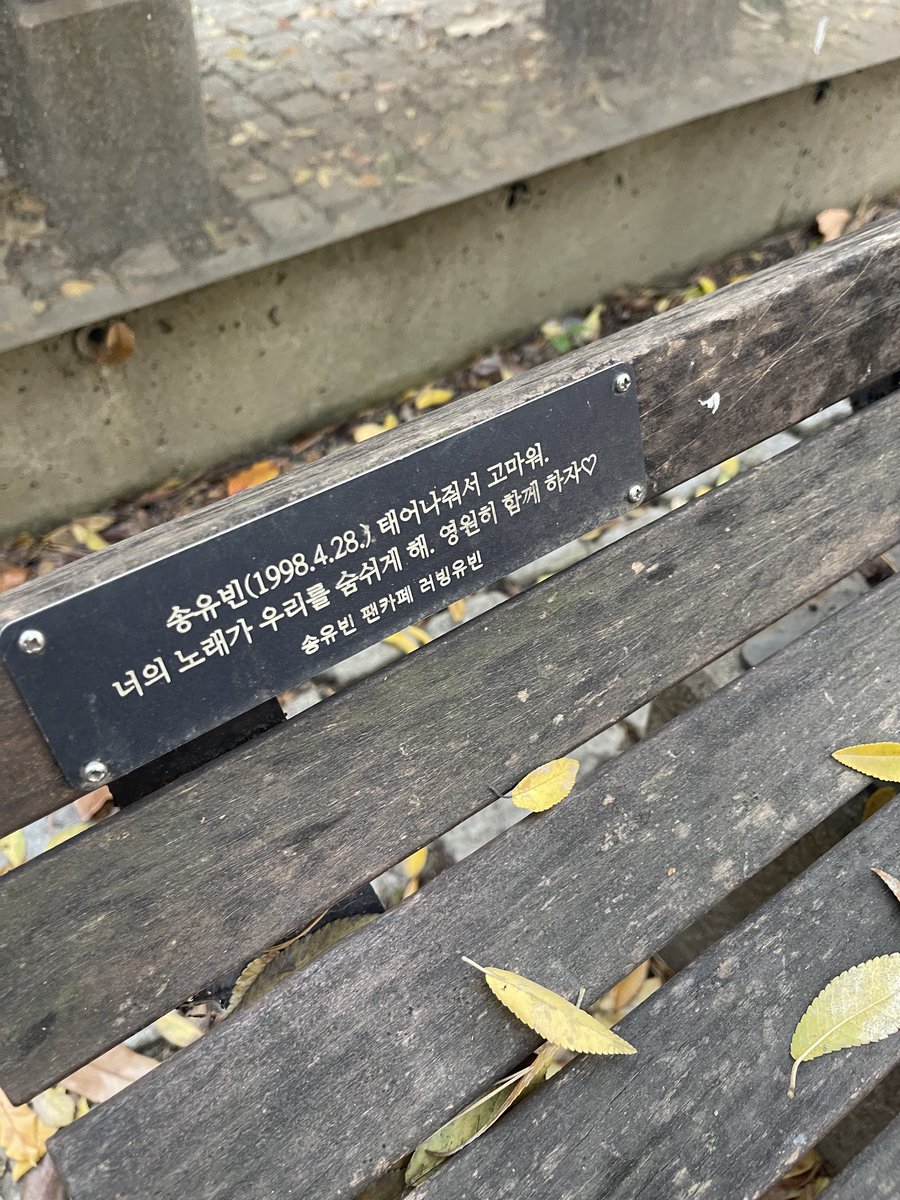 송유빈(1998.4.28.), 태어나줘서 고마워.
너의 노래가 우리를 숨쉬게 해. 영원히 함께 하자♡
송유빈 팬카페 러빙유빈